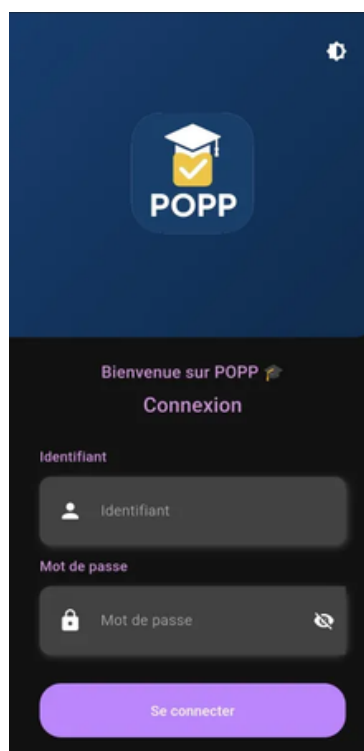 POPP
Bienvenue sur POPP 🎓
Connexion
Identifiant
Identifiant
Mot de passe
Mot de passe
Se connecter